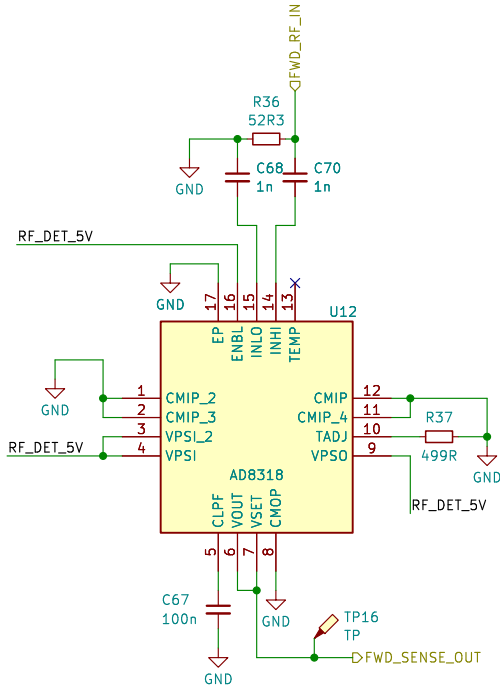 FWD_RF_IN
R36
52R3
C68
1n
C70
1n
GND
RF_DET_5V
GND
17
16
15
14
13
U12
EP
ENBL
INLO
INHI
TEMP
1
CMIP_2
CMIP
12
GND
2
CMIP_3
CMIP_4
11
R37
3
VPSI_2
TADJ
10
RF_DET_5V
4
VPSI
VPSO
9
499R
GND
AD8318
RF_DET_5V
CLPF
VOUT
VSET
CMOP
5
6
7
8
C67
100n
GND
TP16
TP
FWD_SENSE_OUT
GND